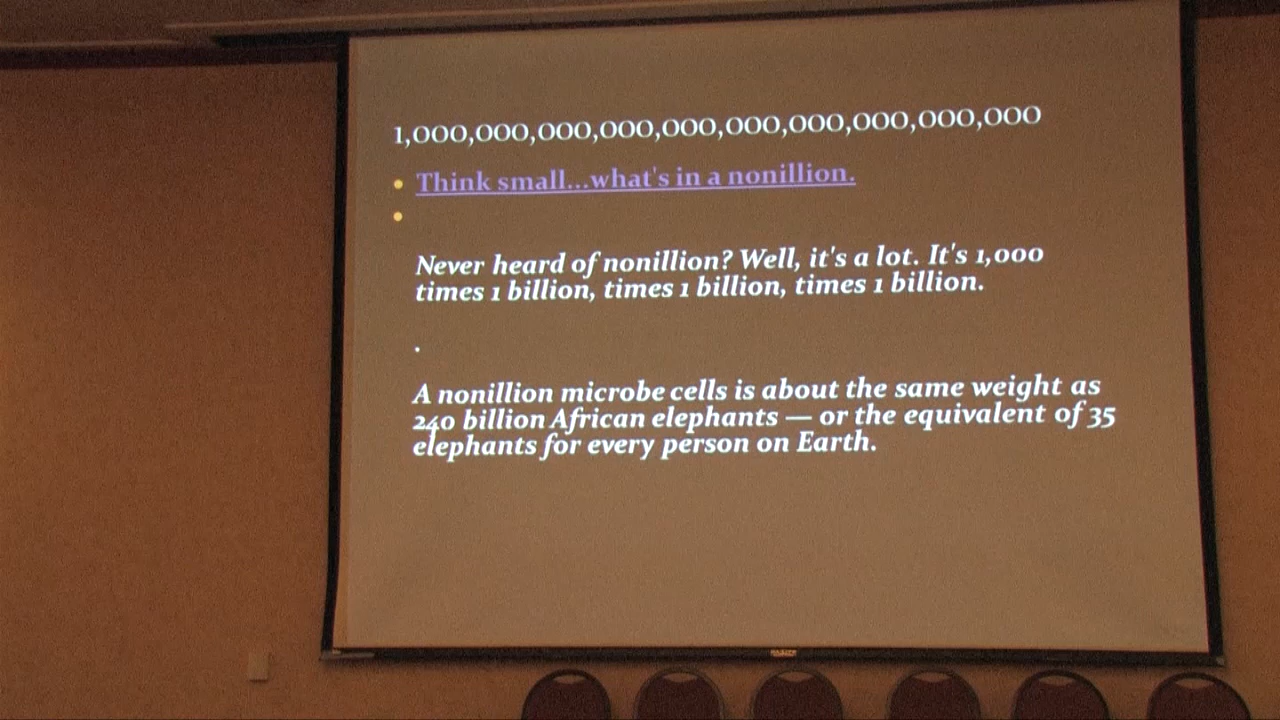 1,000,000,000,000,000,000,000,000,000,000
Think small...what's in a nonillion.
Never heard of nonillion? Well, it's a lot. It's 1,000
times 1 billion, times 1 billion, times 1 billion.
.
A nonillion microbe cells is about the same weight as
240 billion African elephants — or the equivalent of 35
elephants for every person on Earth.